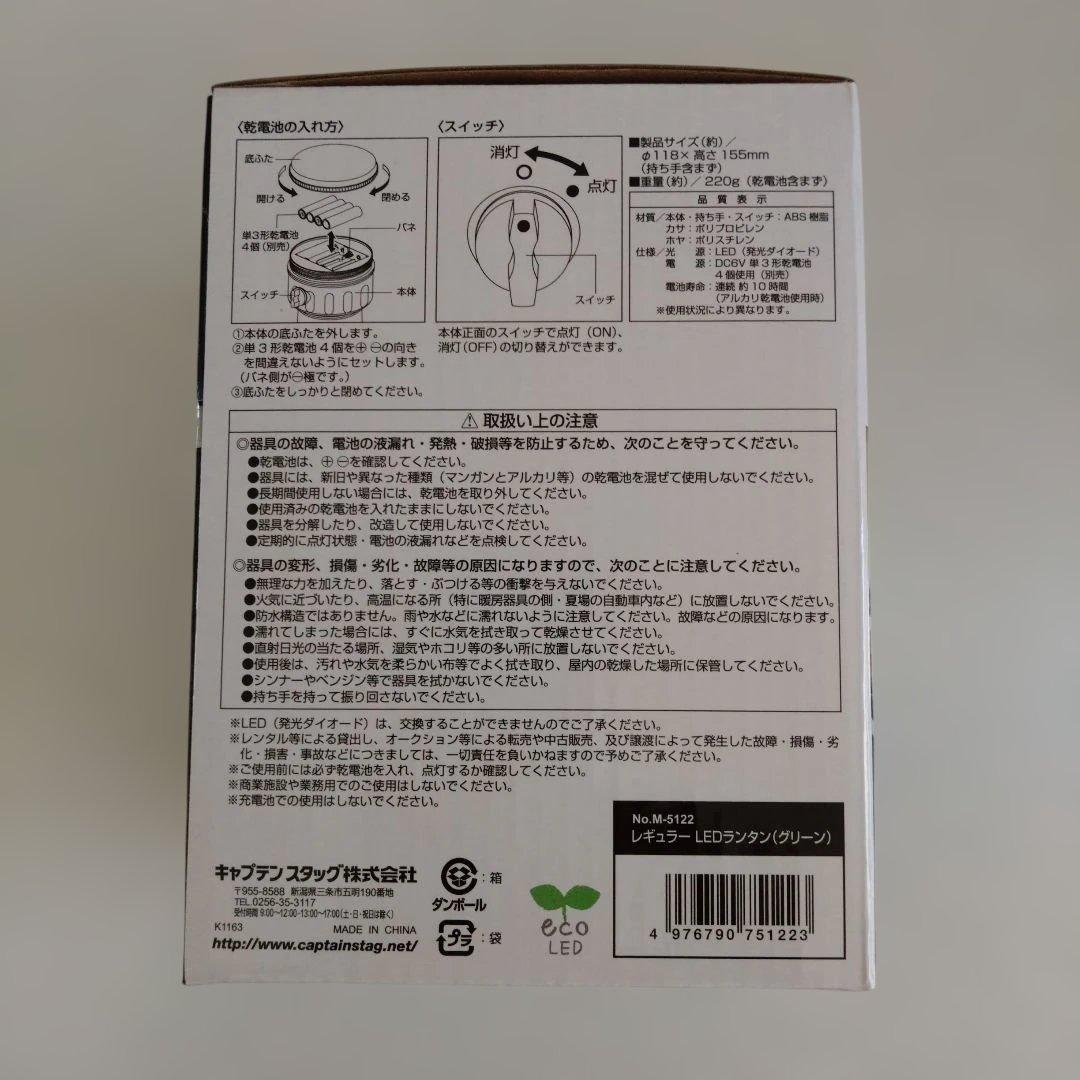 〈乾電池の入れ方〉
底ふた
開ける
閉める
単3形乾電池
4個(別売)
バネ
スイッチ
本体
①本体の底ふたを外します。
②単3形乾電池4個を⊕⊖の向き
を間違えないようにセットします。
(バネ側が⊖極です。)
③底ふたをしっかりと閉めてください。
〈スイッチ〉
消灯
点灯
スイッチ
本体正面のスイッチで点灯(ON)、
消灯(OFF)の切り替えができます。
■製品サイズ(約)/
φ118×高さ155mm
(持ち手含まず)
■重量(約)/220g(乾電池含まず)
品質表示
材質/本体・持ち手・スイッチ:ABS樹脂
カサ:ポリプロピレン
ホヤ:ポリスチレン
仕様/光 源:LED(発光ダイオード)
電 源:DC6V 単3形乾電池
4個使用(別売)
電池寿命:連続 約10時間
(アルカリ乾電池使用時)
※使用状況により異なります。
⚠取扱い上の注意
◎器具の故障、電池の液漏れ・発熱・破損等を防止するため、次のことを守ってください。
●乾電池は、⊕⊖を確認してください。
●器具には、新旧や異なった種類(マンガンとアルカリ等)の乾電池を混ぜて使用しないでください。
●長期間使用しない場合には、乾電池を取り外してください。
●使用済みの乾電池を入れたままにしないでください。
●器具を分解したり、改造して使用しないでください。
●定期的に点灯状態・電池の液漏れなどを点検してください。
◎器具の変形、損傷・劣化・故障等の原因になりますので、次のことに注意してください。
●無理な力を加えたり、落とす・ぶつける等の衝撃を与えないでください。
●火気に近づいたり、高温になる所(特に暖房器具の側・夏場の自動車内など)に放置しないでください。
●防水構造ではありません。雨や水などに濡れないように注意してください。故障などの原因になります。
●濡れてしまった場合には、すぐに水気を拭き取って乾燥させてください。
●直射日光の当たる場所、湿気やホコリ等の多い所に放置しないでください。
●使用後は、汚れや水気を柔らかい布等でよく拭き取り、屋内の乾燥した場所に保管してください。
●シンナーやベンジン等で器具を拭かないでください。
●持ち手を持って振り回さないでください。
※LED(発光ダイオード)は、交換することができませんのでご了承ください。
※レンタル等による貸出し、オークション等による転売や中古販売、及び譲渡によって発生した故障・損傷・劣
化・損害・事故などにつきましては、一切責任を負いかねますので予めご了承ください。
※ご使用前には必ず乾電池を入れ、点灯するか確認してください。
※商業施設や業務用でのご使用はしないでください。
※充電池での使用はしないでください。
キャプテンスタッグ株式会社
〒955-8588 新潟県三条市五明190番地
TEL.0256-35-3117
受付時間 9:00〜12:00・13:00〜17:00(土・日・祝日は除く)
K1163 MADE IN CHINA
http://www.captainstag.net/
:箱
ダンボール
プラ
:袋
eco
LED
No.M-5122
レギュラー LEDランタン(グリーン)
4 976790 751223